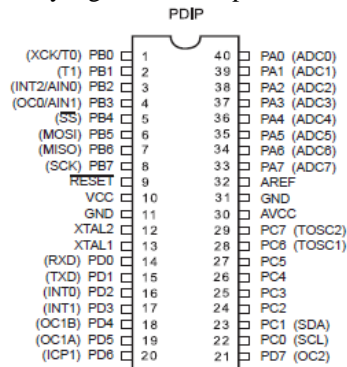 PDIP
(XCK/T0) PB0 1 40 PA0 (ADC0)
(T1) PB1 2 39 PA1 (ADC1)
(INT2/AIN0) PB2 3 38 PA2 (ADC2)
(OC0/AIN1) PB3 4 37 PA3 (ADC3)
(SS) PB4 5 36 PA4 (ADC4)
(MOSI) PB5 6 35 PA5 (ADC5)
(MISO) PB6 7 34 PA6 (ADC6)
(SCK) PB7 8 33 PA7 (ADC7)
RESET 9 32 AREF
VCC 10 31 GND
GND 11 30 AVCC
XTAL2 12 29 PC7 (TOSC2)
XTAL1 13 28 PC6 (TOSC1)
(RXD) PD0 14 27 PC5
(TXD) PD1 15 26 PC4
(INT0) PD2 16 25 PC3
(INT1) PD3 17 24 PC2
(OC1B) PD4 18 23 PC1 (SDA)
(OC1A) PD5 19 22 PC0 (SCL)
(ICP1) PD6 20 21 PD7 (OC2)